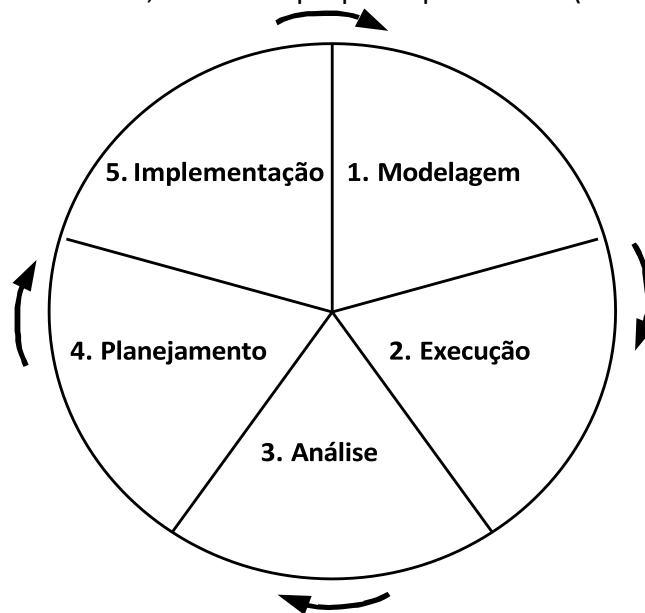 5. Implementação
1. Modelagem
4. Planejamento
2. Execução
3. Análise